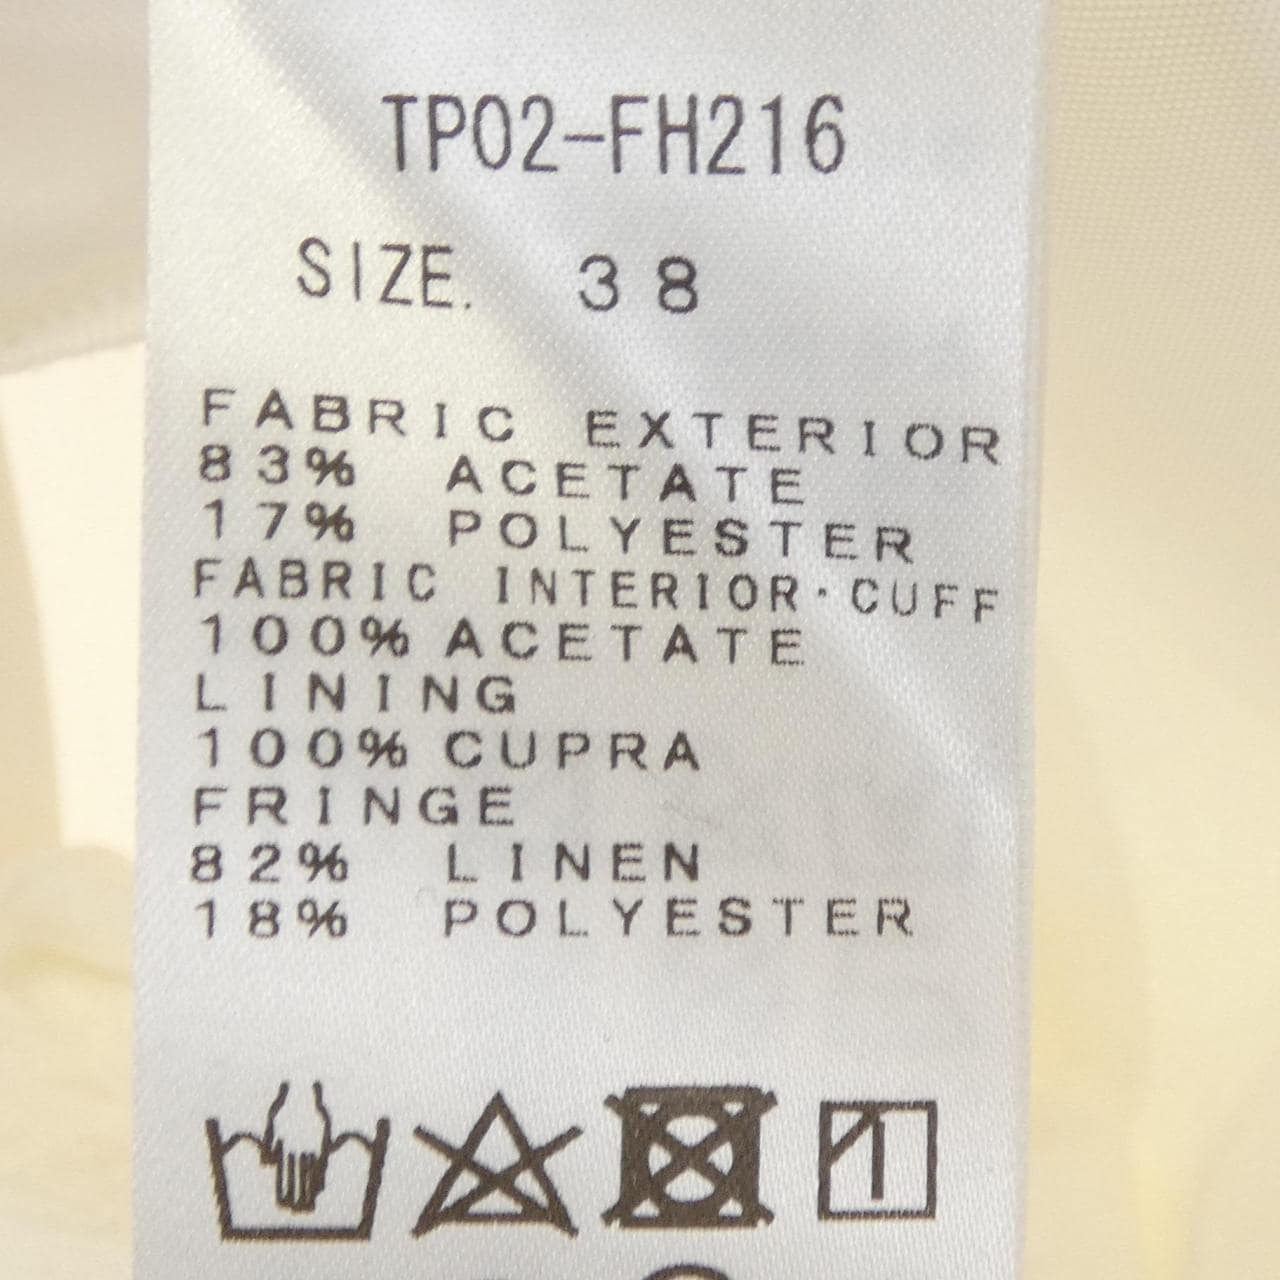 TP02-FH216
SIZE. 38
FABRIC EXTERIOR
83% ACETATE
17% POLYESTER
FABRIC INTERIOR·CUFF
100% ACETATE
LINING
100% CUPRA
FRINGE
82% LINEN
18% POLYESTER